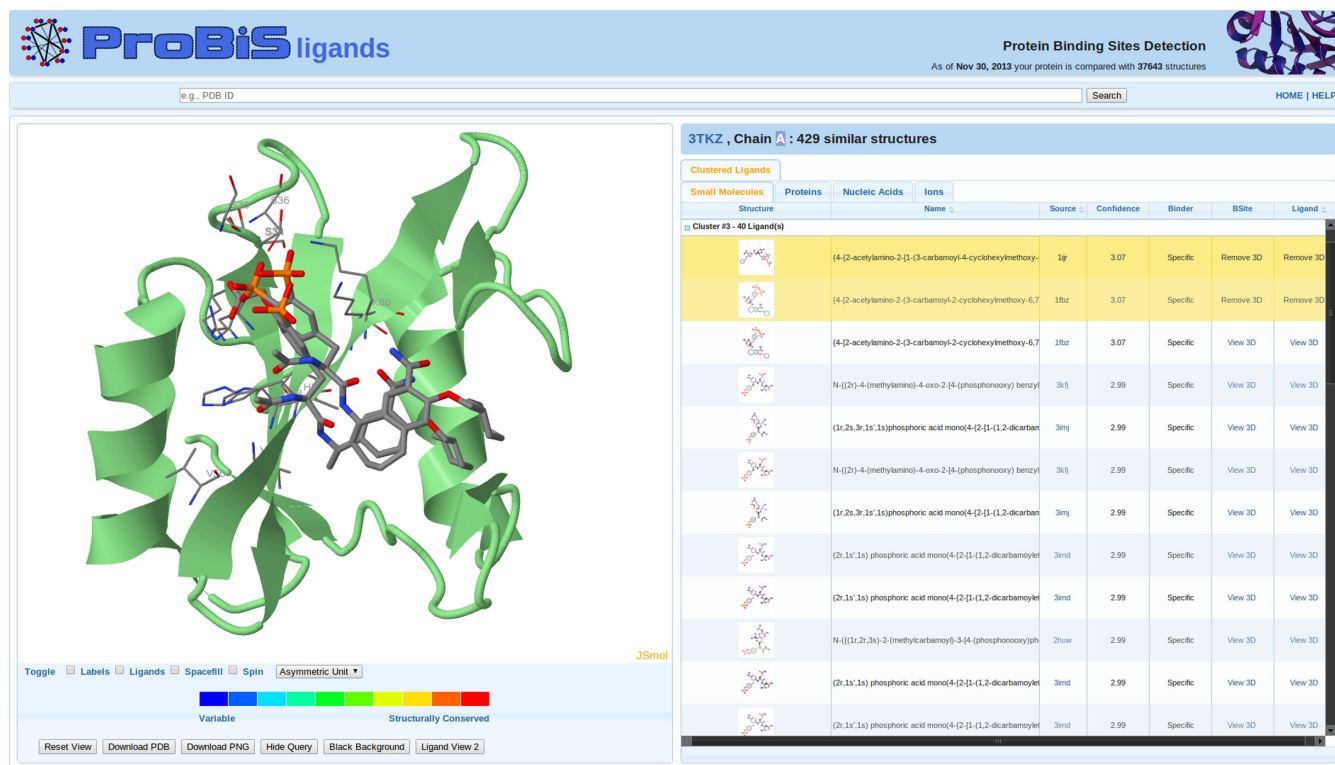 ProBiS ligands
Protein Binding Sites Detection
As of Nov 30, 2013 your protein is compared with 37643 structures
e.g., PDB ID
Search
HOME | HELP
S36
S34
K60
JSmol
Toggle Labels Ligands Spacefill Spin Asymmetric Unit
Variable Structurally Conserved
Reset View Download PDB Download PNG Hide Query Black Background Ligand View 2
3TKZ , Chain A : 429 similar structures
Clustered Ligands
Small Molecules Proteins Nucleic Acids Ions
Structure Name Source Confidence Binder BSite Ligand
Cluster #3 - 40 Ligand(s)
(4-{2-acetylamino-2-[1-(3-carbamoyl-4-cyclohexylmethoxy- 1ijr 3.07 Specific Remove 3D Remove 3D
{4-[2-acetylamino-2-(3-carbamoyl-2-cyclohexylmethoxy-6,7 1fbz 3.07 Specific Remove 3D Remove 3D
{4-[2-acetylamino-2-(3-carbamoyl-2-cyclohexylmethoxy-6,7 1fbz 3.07 Specific View 3D View 3D
N-{(2r)-4-(methylamino)-4-oxo-2-[4-(phosphonooxy) benzyl 3kfj 2.99 Specific View 3D View 3D
(1r,2s,3r,1s',1s)phosphoric acid mono(4-{2-[1-(1,2-dicarban 3imj 2.99 Specific View 3D View 3D
N-{(2r)-4-(methylamino)-4-oxo-2-[4-(phosphonooxy) benzyl 3kfj 2.99 Specific View 3D View 3D
(1r,2s,3r,1s',1s)phosphoric acid mono(4-{2-[1-(1,2-dicarban 3imj 2.99 Specific View 3D View 3D
(2r,1s',1s) phosphoric acid mono(4-{2-[1-(1,2-dicarbamoylet 3imd 2.99 Specific View 3D View 3D
(2r,1s',1s) phosphoric acid mono(4-{2-[1-(1,2-dicarbamoylet 3imd 2.99 Specific View 3D View 3D
N-({(1r,2r,3s)-2-(methylcarbamoyl)-3-[4-(phosphonooxy)ph 2huw 2.99 Specific View 3D View 3D
(2r,1s',1s) phosphoric acid mono(4-{2-[1-(1,2-dicarbamoylet 3imd 2.99 Specific View 3D View 3D
(2r,1s',1s) phosphoric acid mono(4-{2-[1-(1,2-dicarbamoylet 3imd 2.99 Specific View 3D View 3D